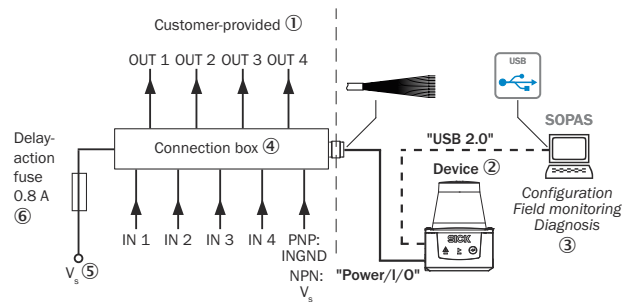 Customer-provided ①
OUT 1 OUT 2 OUT 3 OUT 4
USB
SOPAS
"USB 2.0"
Delay-
action
fuse
0.8 A
⑥
Connection box ④
Device ②
Configuration
Field monitoring
Diagnosis
③
SICK
IN 1 IN 2 IN 3 IN 4
PNP:
INGND
NPN:
Vs
"Power/I/O"
Vs ⑤